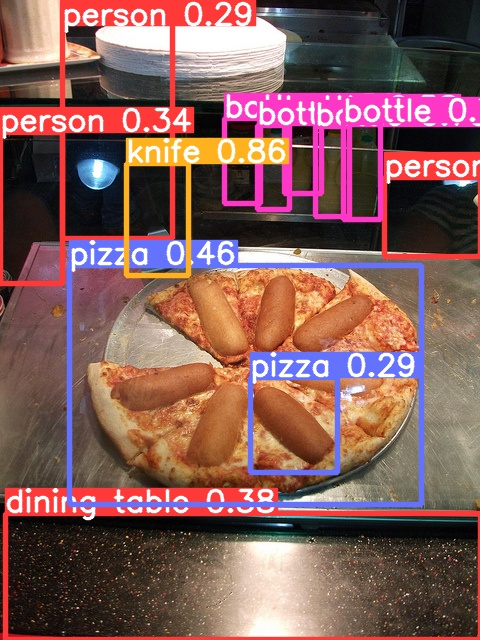 person 0.29
person 0.34
bottle 0.
knife 0.86
person
pizza 0.46
pizza 0.29
dining table 0.38